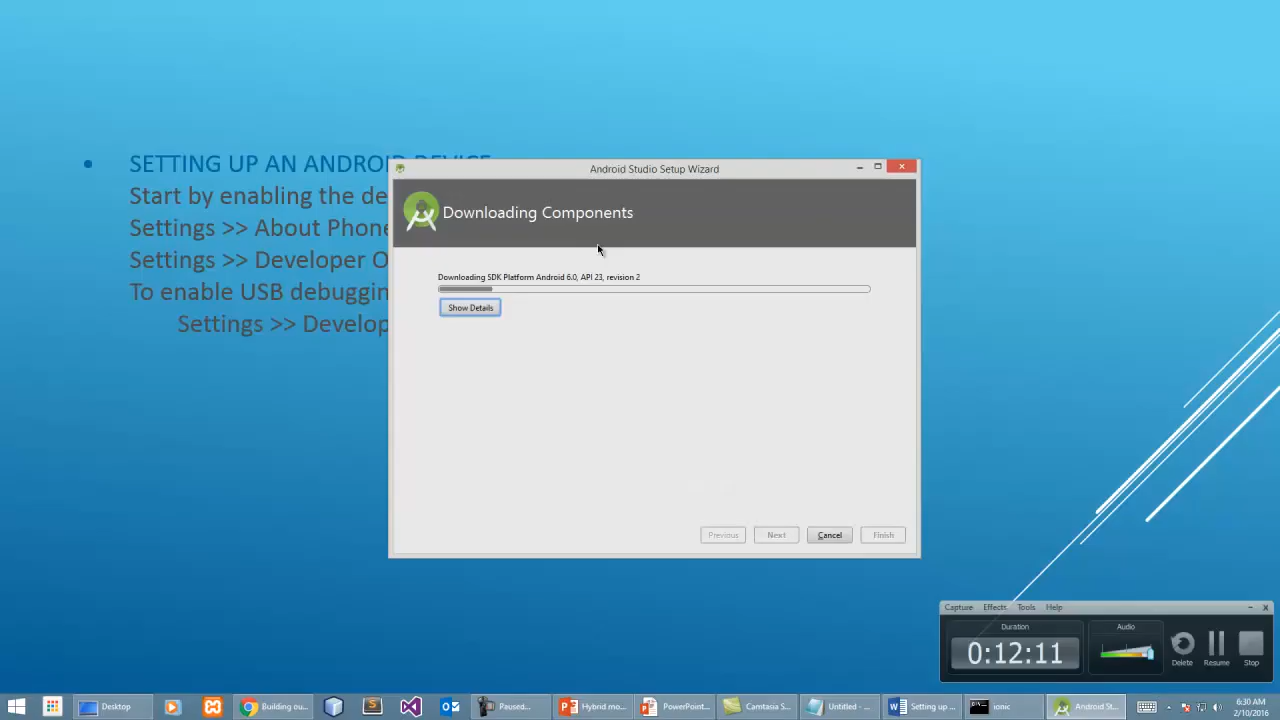 • SETTING UP AN ANDROID DEVICE
Start by enabling the de
Settings >> About Phone
Settings >> Developer O
To enable USB debuggin
Settings >> Develop
Android Studio Setup Wizard
Downloading Components
Downloading SDK Platform Android 6.0, API 23, revision 2
Show Details
Previous Next Cancel Finish
Capture Effects Tools Help
Duration Audio
0:12:11
Delete Resume Stop
Desktop Building ou... Paused... Hybrid mo... PowerPoint... Camtasia S... Untitled - ... Setting up ... ionic Android St... 6:30 AM
2/10/2016